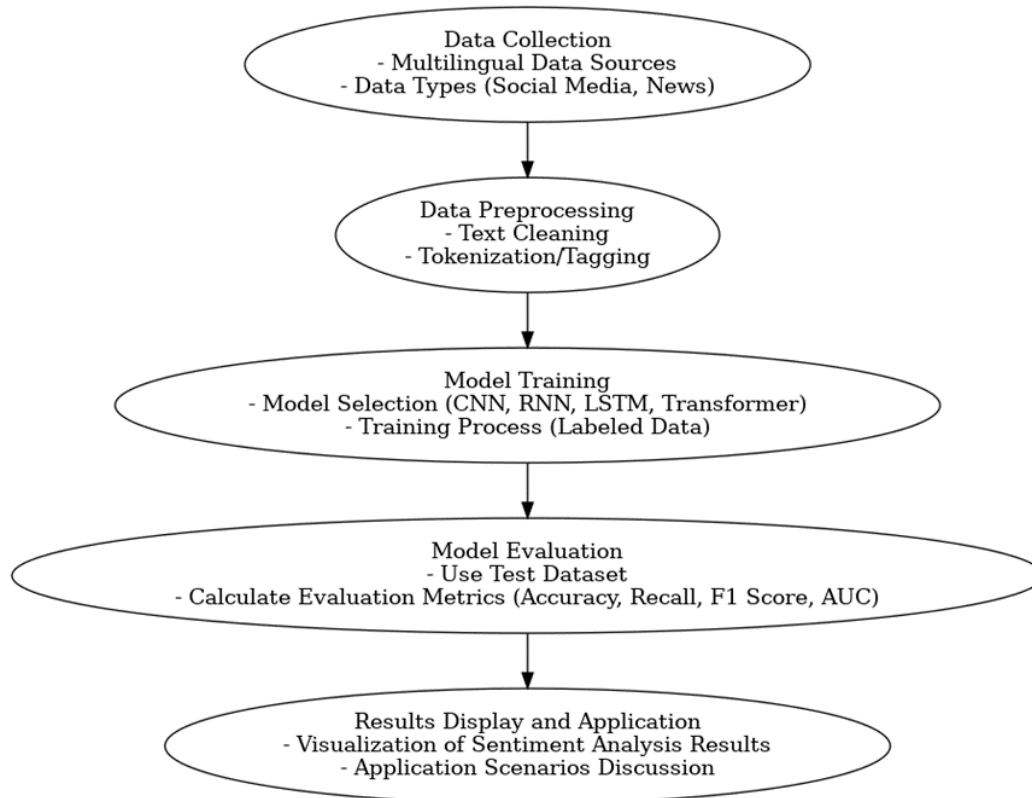 Data Collection
- Multilingual Data Sources
- Data Types (Social Media, News)
Data Preprocessing
- Text Cleaning
- Tokenization/Tagging
Model Training
- Model Selection (CNN, RNN, LSTM, Transformer)
- Training Process (Labeled Data)
Model Evaluation
- Use Test Dataset
- Calculate Evaluation Metrics (Accuracy, Recall, F1 Score, AUC)
Results Display and Application
- Visualization of Sentiment Analysis Results
- Application Scenarios Discussion